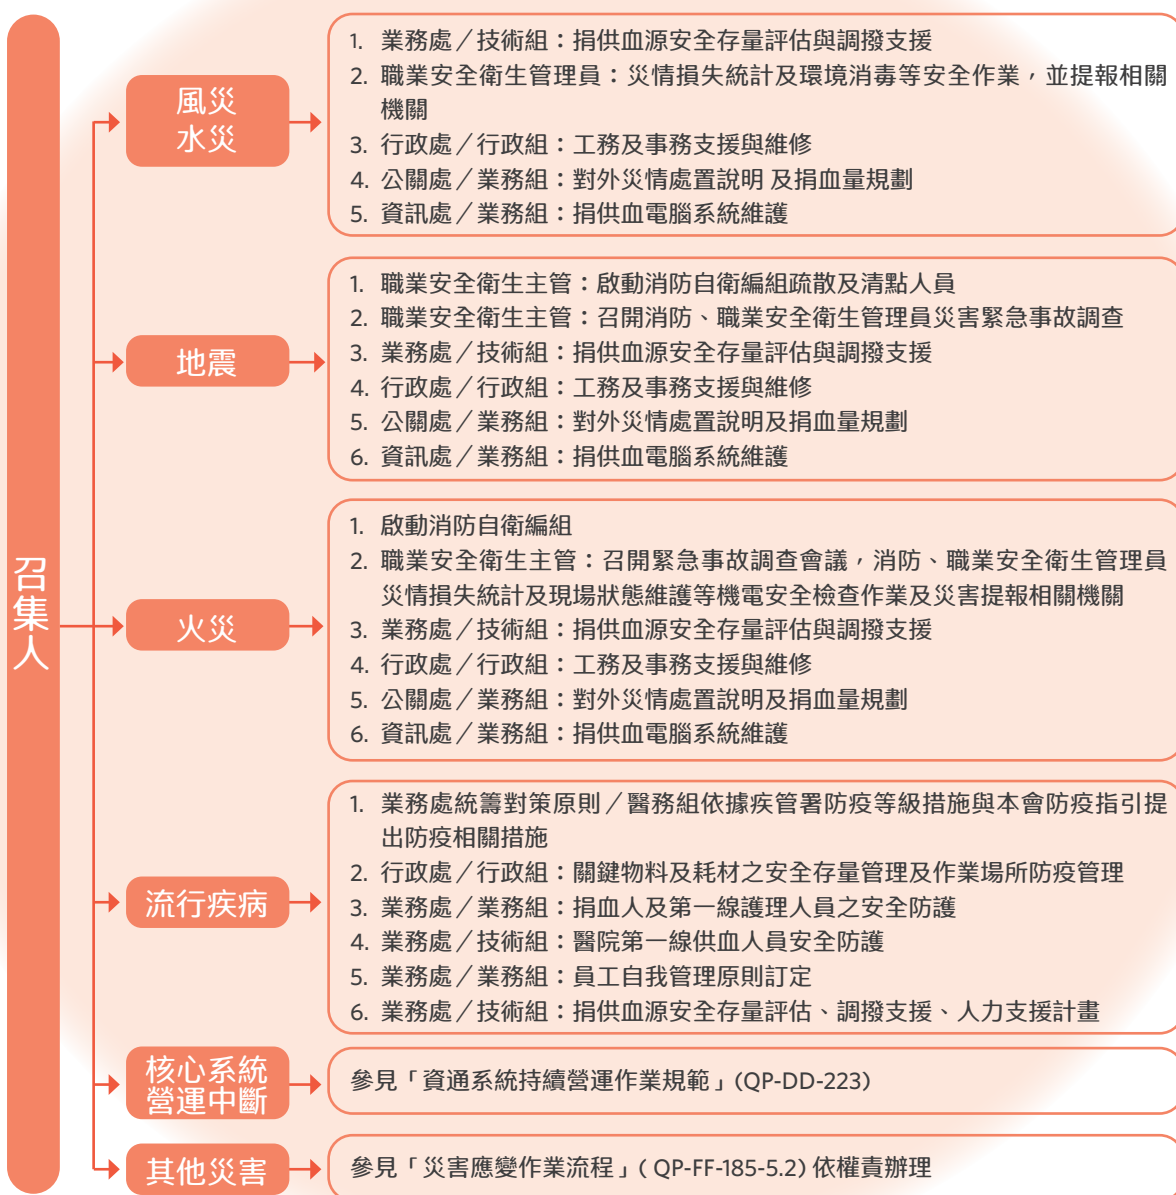 召集人
風災
水災
1. 業務處／技術組：捐供血源安全存量評估與調撥支援
2. 職業安全衛生管理員：災情損失統計及環境消毒等安全作業，並提報相關
機關
3. 行政處／行政組：工務及事務支援與維修
4. 公關處／業務組：對外災情處置說明 及捐血量規劃
5. 資訊處／業務組：捐供血電腦系統維護
地震
1. 職業安全衛生主管：啟動消防自衛編組疏散及清點人員
2. 職業安全衛生主管：召開消防、職業安全衛生管理員災害緊急事故調查
3. 業務處／技術組：捐供血源安全存量評估與調撥支援
4. 行政處／行政組：工務及事務支援與維修
5. 公關處／業務組：對外災情處置說明及捐血量規劃
6. 資訊處／業務組：捐供血電腦系統維護
火災
1. 啟動消防自衛編組
2. 職業安全衛生主管：召開緊急事故調查會議，消防、職業安全衛生管理員
災情損失統計及現場狀態維護等機電安全檢查作業及災害提報相關機關
3. 業務處／技術組：捐供血源安全存量評估與調撥支援
4. 行政處／行政組：工務及事務支援與維修
5. 公關處／業務組：對外災情處置說明及捐血量規劃
6. 資訊處／業務組：捐供血電腦系統維護
流行疾病
1. 業務處統籌對策原則／醫務組依據疾管署防疫等級措施與本會防疫指引提
出防疫相關措施
2. 行政處／行政組：關鍵物料及耗材之安全存量管理及作業場所防疫管理
3. 業務處／業務組：捐血人及第一線護理人員之安全防護
4. 業務處／技術組：醫院第一線供血人員安全防護
5. 業務處／業務組：員工自我管理原則訂定
6. 業務處／技術組：捐供血源安全存量評估、調撥支援、人力支援計畫
核心系統
營運中斷
參見「資通系統持續營運作業規範」(QP-DD-223)
其他災害
參見「災害應變作業流程」( QP-FF-185-5.2) 依權責辦理